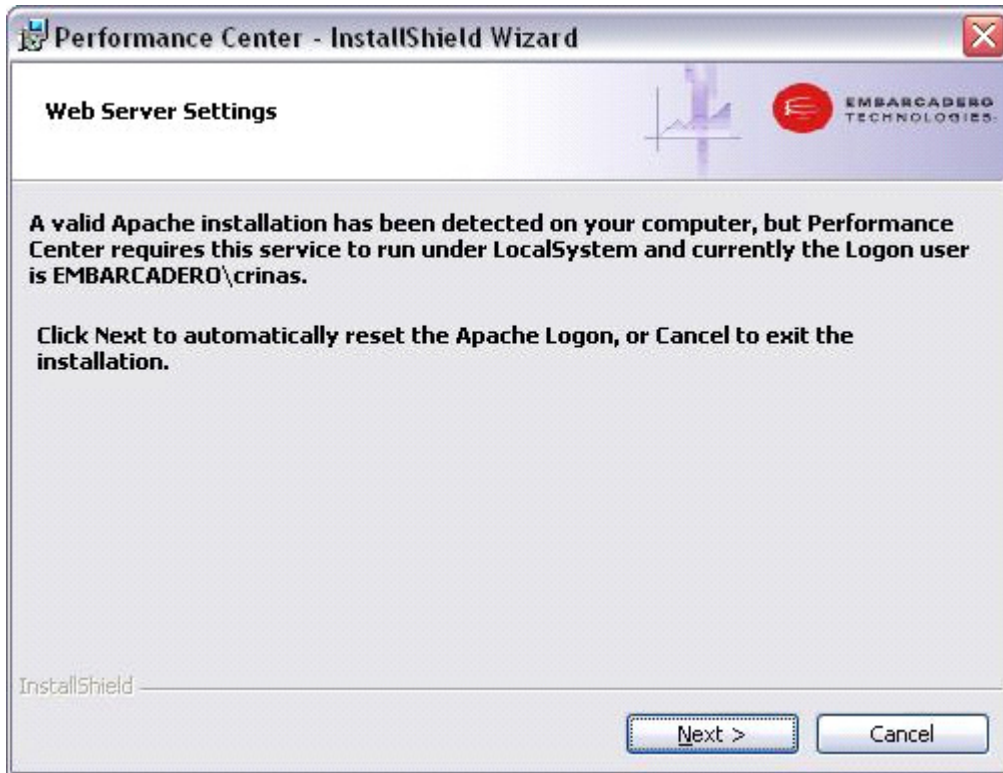 Performance Center - InstallShield Wizard
Web Server Settings
EMBARCADERO
TECHNOLOGIES.
A valid Apache installation has been detected on your computer, but Performance
Center requires this service to run under LocalSystem and currently the Logon user
is EMBARCADERO\crinas.
Click Next to automatically reset the Apache Logon, or Cancel to exit the
installation.
InstallShield
Next >
Cancel